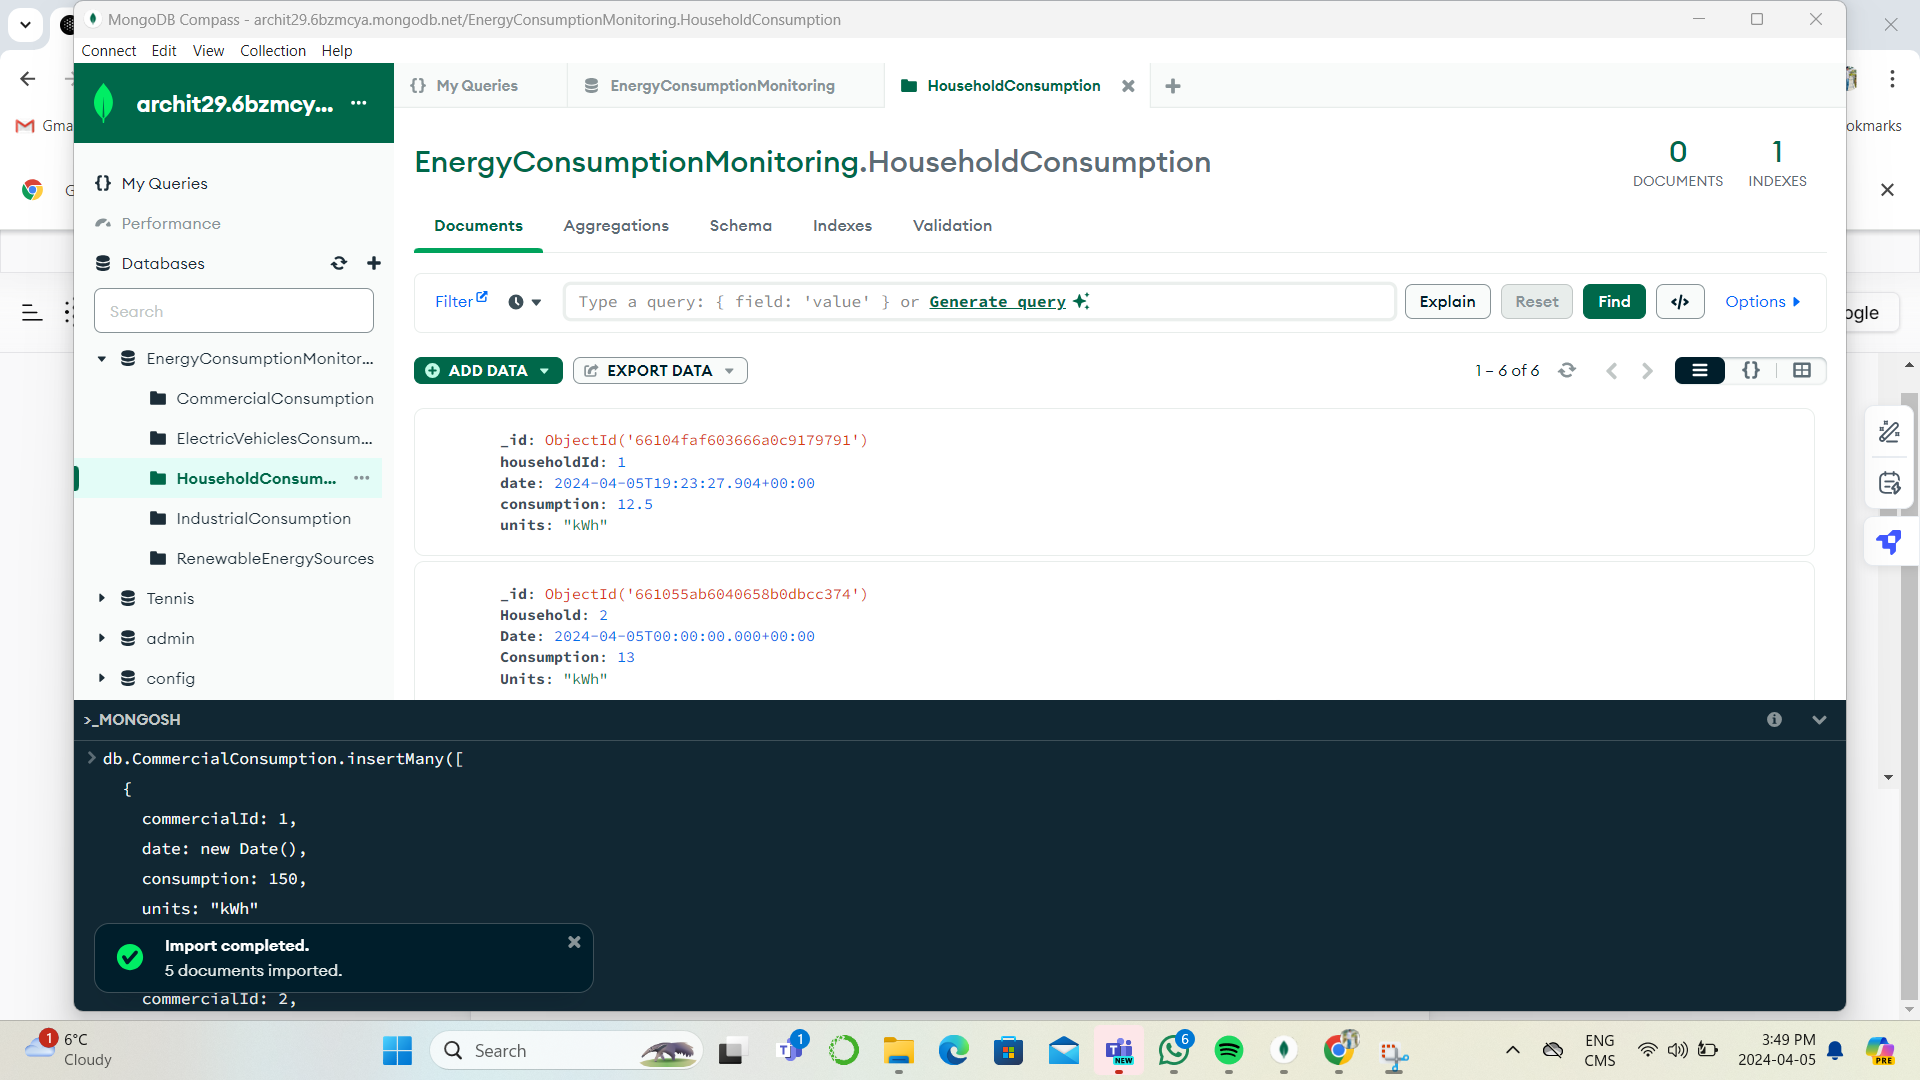 MongoDB Compass - archit29.6bzmcya.mongodb.net/EnergyConsumptionMonitoring.HouseholdConsumption
Connect Edit View Collection Help
archit29.6bzmcy... ...
{} My Queries
EnergyConsumptionMonitoring
HouseholdConsumption
Gma
okmarks
G
ogle
{} My Queries
Performance
Databases
Search
EnergyConsumptionMonitor...
CommercialConsumption
ElectricVehiclesConsum...
HouseholdConsum... ...
IndustrialConsumption
RenewableEnergySources
Tennis
admin
config
EnergyConsumptionMonitoring.HouseholdConsumption
0
DOCUMENTS
1
INDEXES
Documents Aggregations Schema Indexes Validation
Filter
Type a query: { field: 'value' } or Generate query
Explain Reset Find </> Options
ADD DATA EXPORT DATA
1 – 6 of 6
{}
_id: ObjectId('66104faf603666a0c9179791')
householdId: 1
date: 2024-04-05T19:23:27.904+00:00
consumption: 12.5
units: "kWh"
_id: ObjectId('661055ab6040658b0dbcc374')
Household: 2
Date: 2024-04-05T00:00:00.000+00:00
Consumption: 13
Units: "kWh"
>_MONGOSH
> db.CommercialConsumption.insertMany([
{
commercialId: 1,
date: new Date(),
consumption: 150,
units: "kWh"
Import completed.
5 documents imported.
commercialId: 2,
1
6°C
Cloudy
Search
1
NEW
6
ENG
CMS
3:49 PM
2024-04-05
PRE